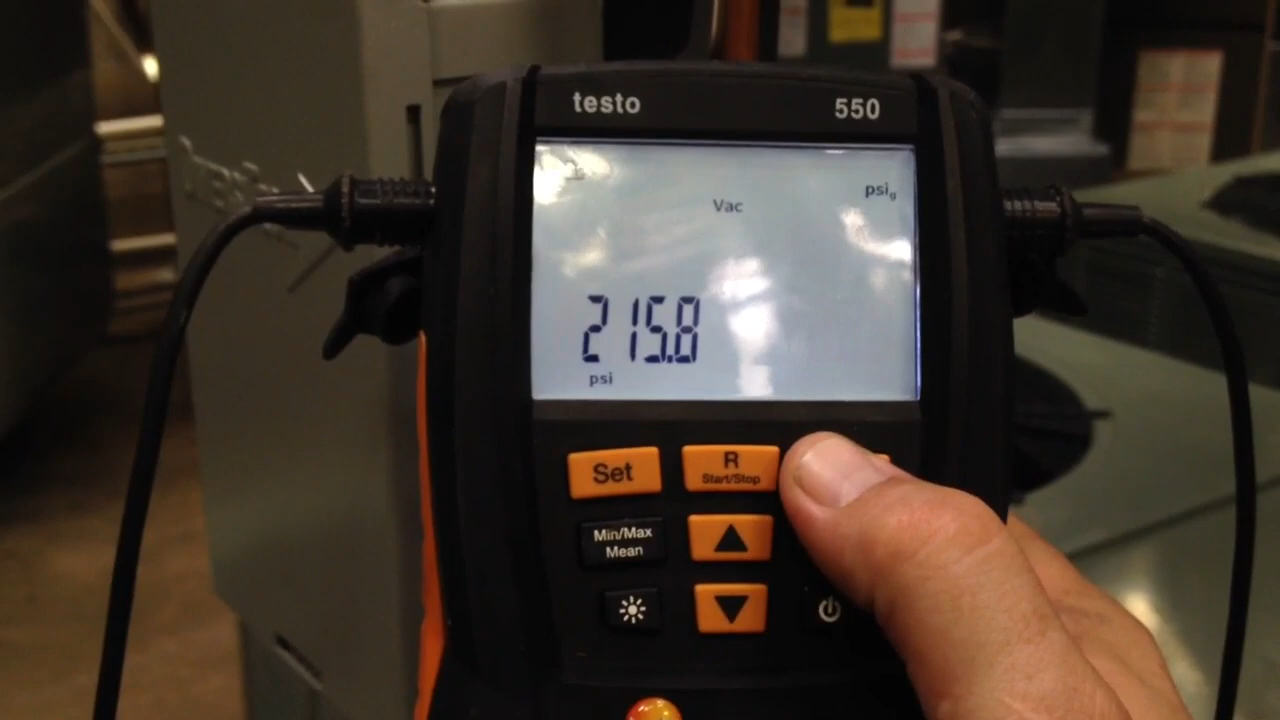 testo 550
psig
Vac
215.8
psi
Set
R
Start/Stop
Min/Max
Mean